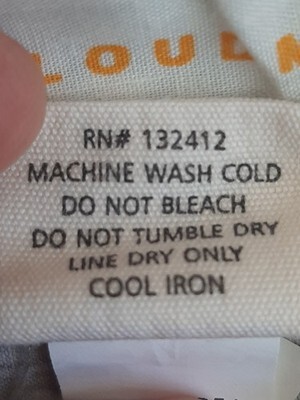 RN# 132412
MACHINE WASH COLD
DO NOT BLEACH
DO NOT TUMBLE DRY
LINE DRY ONLY
COOL IRON